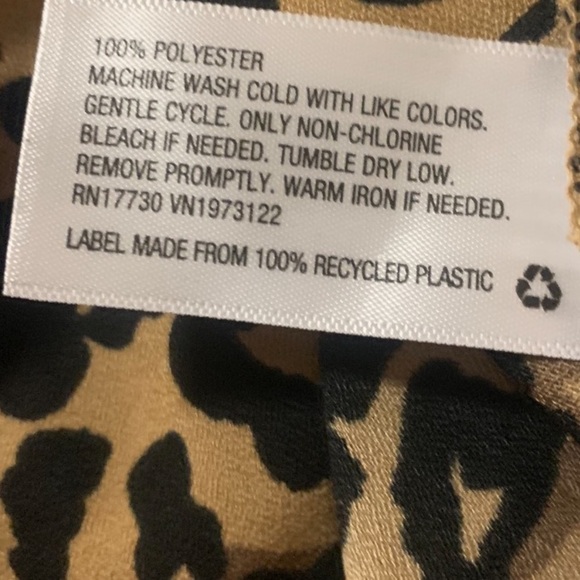 100% POLYESTER
MACHINE WASH COLD WITH LIKE COLORS.
GENTLE CYCLE. ONLY NON-CHLORINE
BLEACH IF NEEDED. TUMBLE DRY LOW.
REMOVE PROMPTLY. WARM IRON IF NEEDED.
RN17730 VN1973122
LABEL MADE FROM 100% RECYCLED PLASTIC